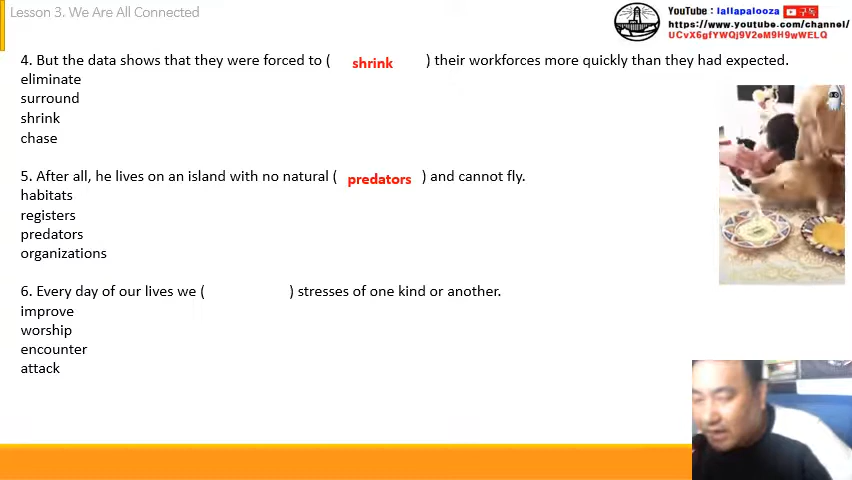 Lesson 3. We Are All Connected
YouTube : lallapalooza 구독
https://www.youtube.com/channel/
UCvX6gfYWQj9V2eM9H9wWELQ
4. But the data shows that they were forced to ( shrink ) their workforces more quickly than they had expected.
eliminate
surround
shrink
chase
5. After all, he lives on an island with no natural ( predators ) and cannot fly.
habitats
registers
predators
organizations
6. Every day of our lives we ( ) stresses of one kind or another.
improve
worship
encounter
attack